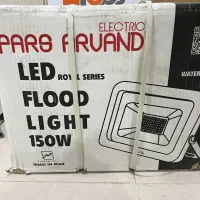 ELECTRIC
PARS ARVAND
LED
ROYAL SERIES
FLOOD
LIGHT
150W
WATER
MADE IN IRAN